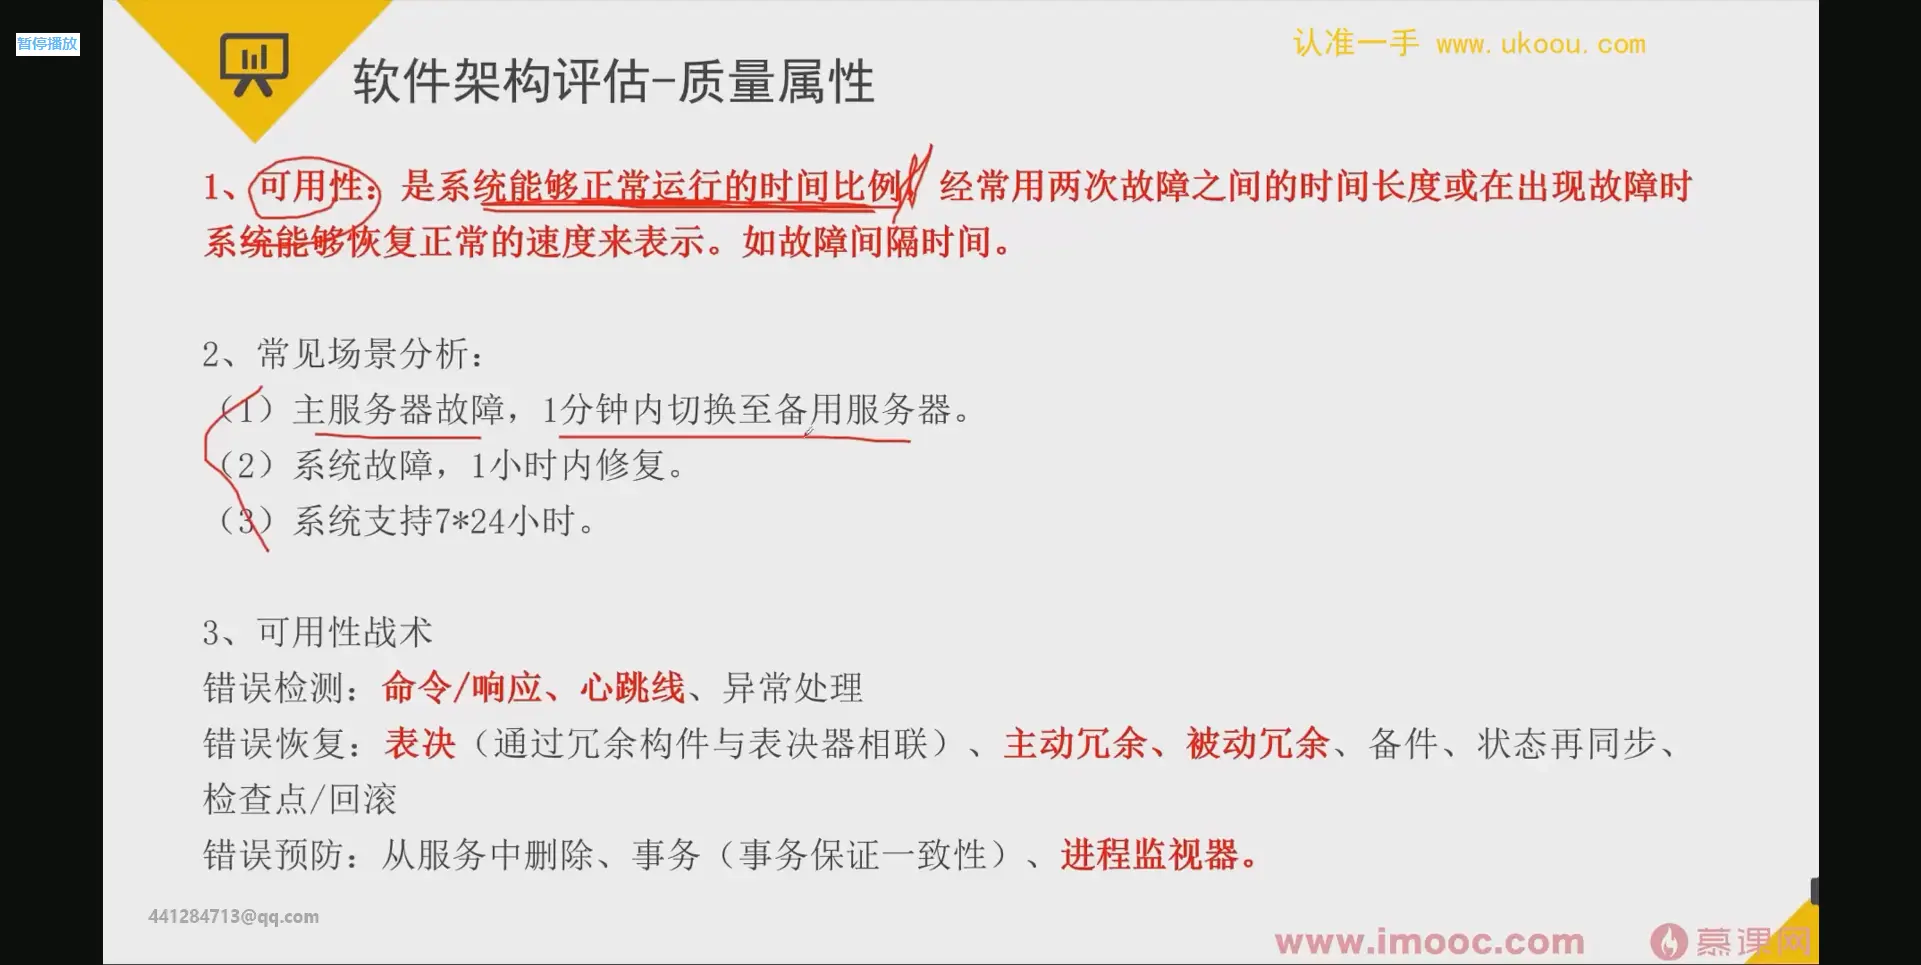 暂停播放
认准一手 www.ukoou.com
软件架构评估-质量属性
1、可用性：是系统能够正常运行的时间比例。经常用两次故障之间的时间长度或在出现故障时
系统能够恢复正常的速度来表示。如故障间隔时间。
2、常见场景分析：
（1）主服务器故障，1分钟内切换至备用服务器。
（2）系统故障，1小时内修复。
（3）系统支持7*24小时。
3、可用性战术
错误检测：命令/响应、心跳线、异常处理
错误恢复：表决（通过冗余构件与表决器相联）、主动冗余、被动冗余、备件、状态再同步、
检查点/回滚
错误预防：从服务中删除、事务（事务保证一致性）、进程监视器。
441284713@qq.com
www.imooc.com 慕课网